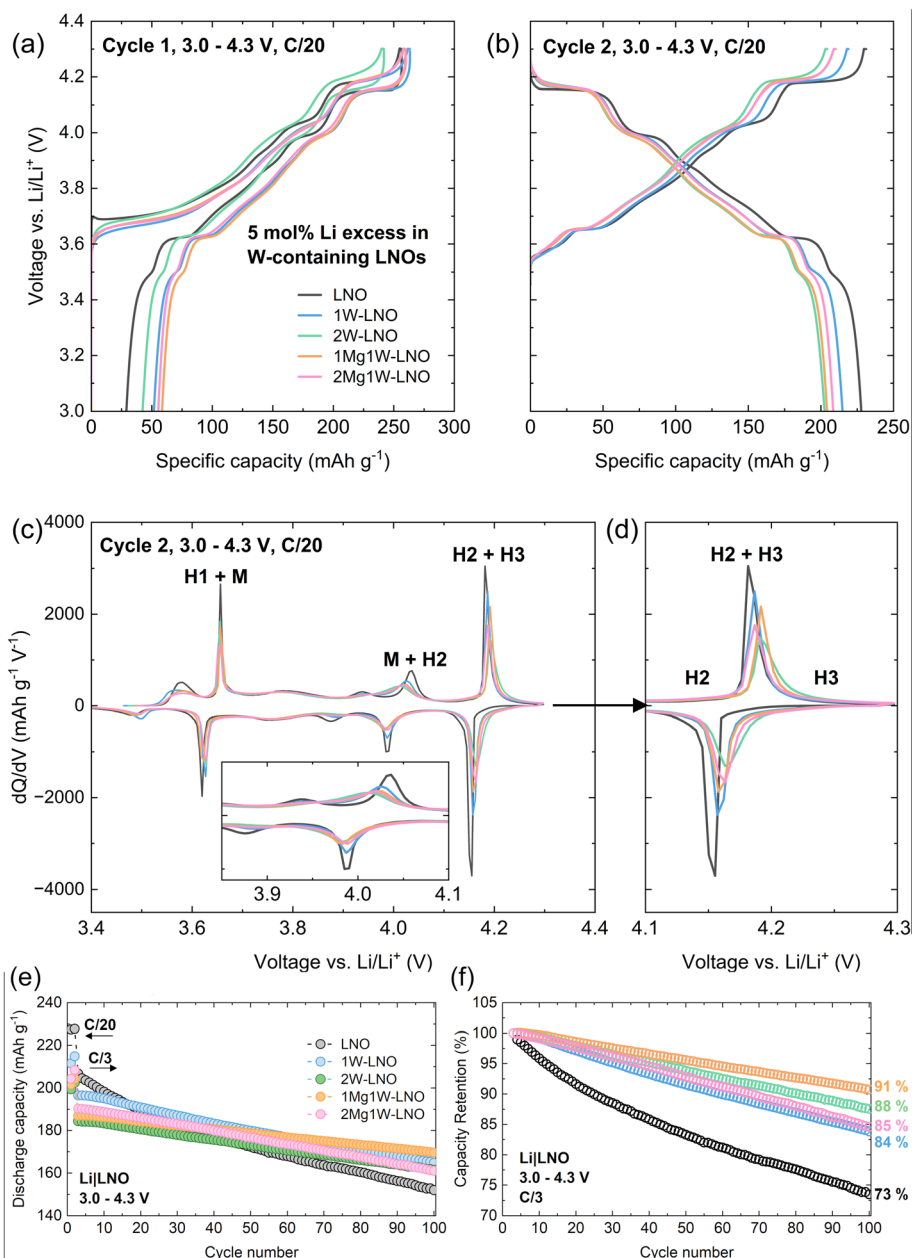 (a)
Cycle 1, 3.0 - 4.3 V, C/20
4.4
4.2
4.0
3.8
3.6
3.4
3.2
3.0
Voltage vs. Li/Li⁺ (V)
5 mol% Li excess in
W-containing LNOs
LNO
1W-LNO
2W-LNO
1Mg1W-LNO
2Mg1W-LNO
0 50 100 150 200 250 300
Specific capacity (mAh g⁻¹)
(b)
Cycle 2, 3.0 - 4.3 V, C/20
0 50 100 150 200 250
Specific capacity (mAh g⁻¹)
(c)
Cycle 2, 3.0 - 4.3 V, C/20
4000
2000
0
−2000
−4000
dQ/dV (mAh g⁻¹ V⁻¹)
H1 + M
M + H2
H2 + H3
3.9 4.0 4.1
3.4 3.6 3.8 4.0 4.2 4.4
Voltage vs. Li/Li⁺ (V)
(d)
H2 + H3
H2
H3
4.1 4.2 4.3
Voltage vs. Li/Li⁺ (V)
(e)
240
220
200
180
160
140
Discharge capacity (mAh g⁻¹)
C/20
C/3
LNO
1W-LNO
2W-LNO
1Mg1W-LNO
2Mg1W-LNO
Li|LNO
3.0 - 4.3 V
0 10 20 30 40 50 60 70 80 90 100
Cycle number
(f)
105
100
95
90
85
80
75
70
Capacity Retention (%)
91 %
88 %
85 %
84 %
73 %
Li|LNO
3.0 - 4.3 V
C/3
0 10 20 30 40 50 60 70 80 90 100
Cycle number